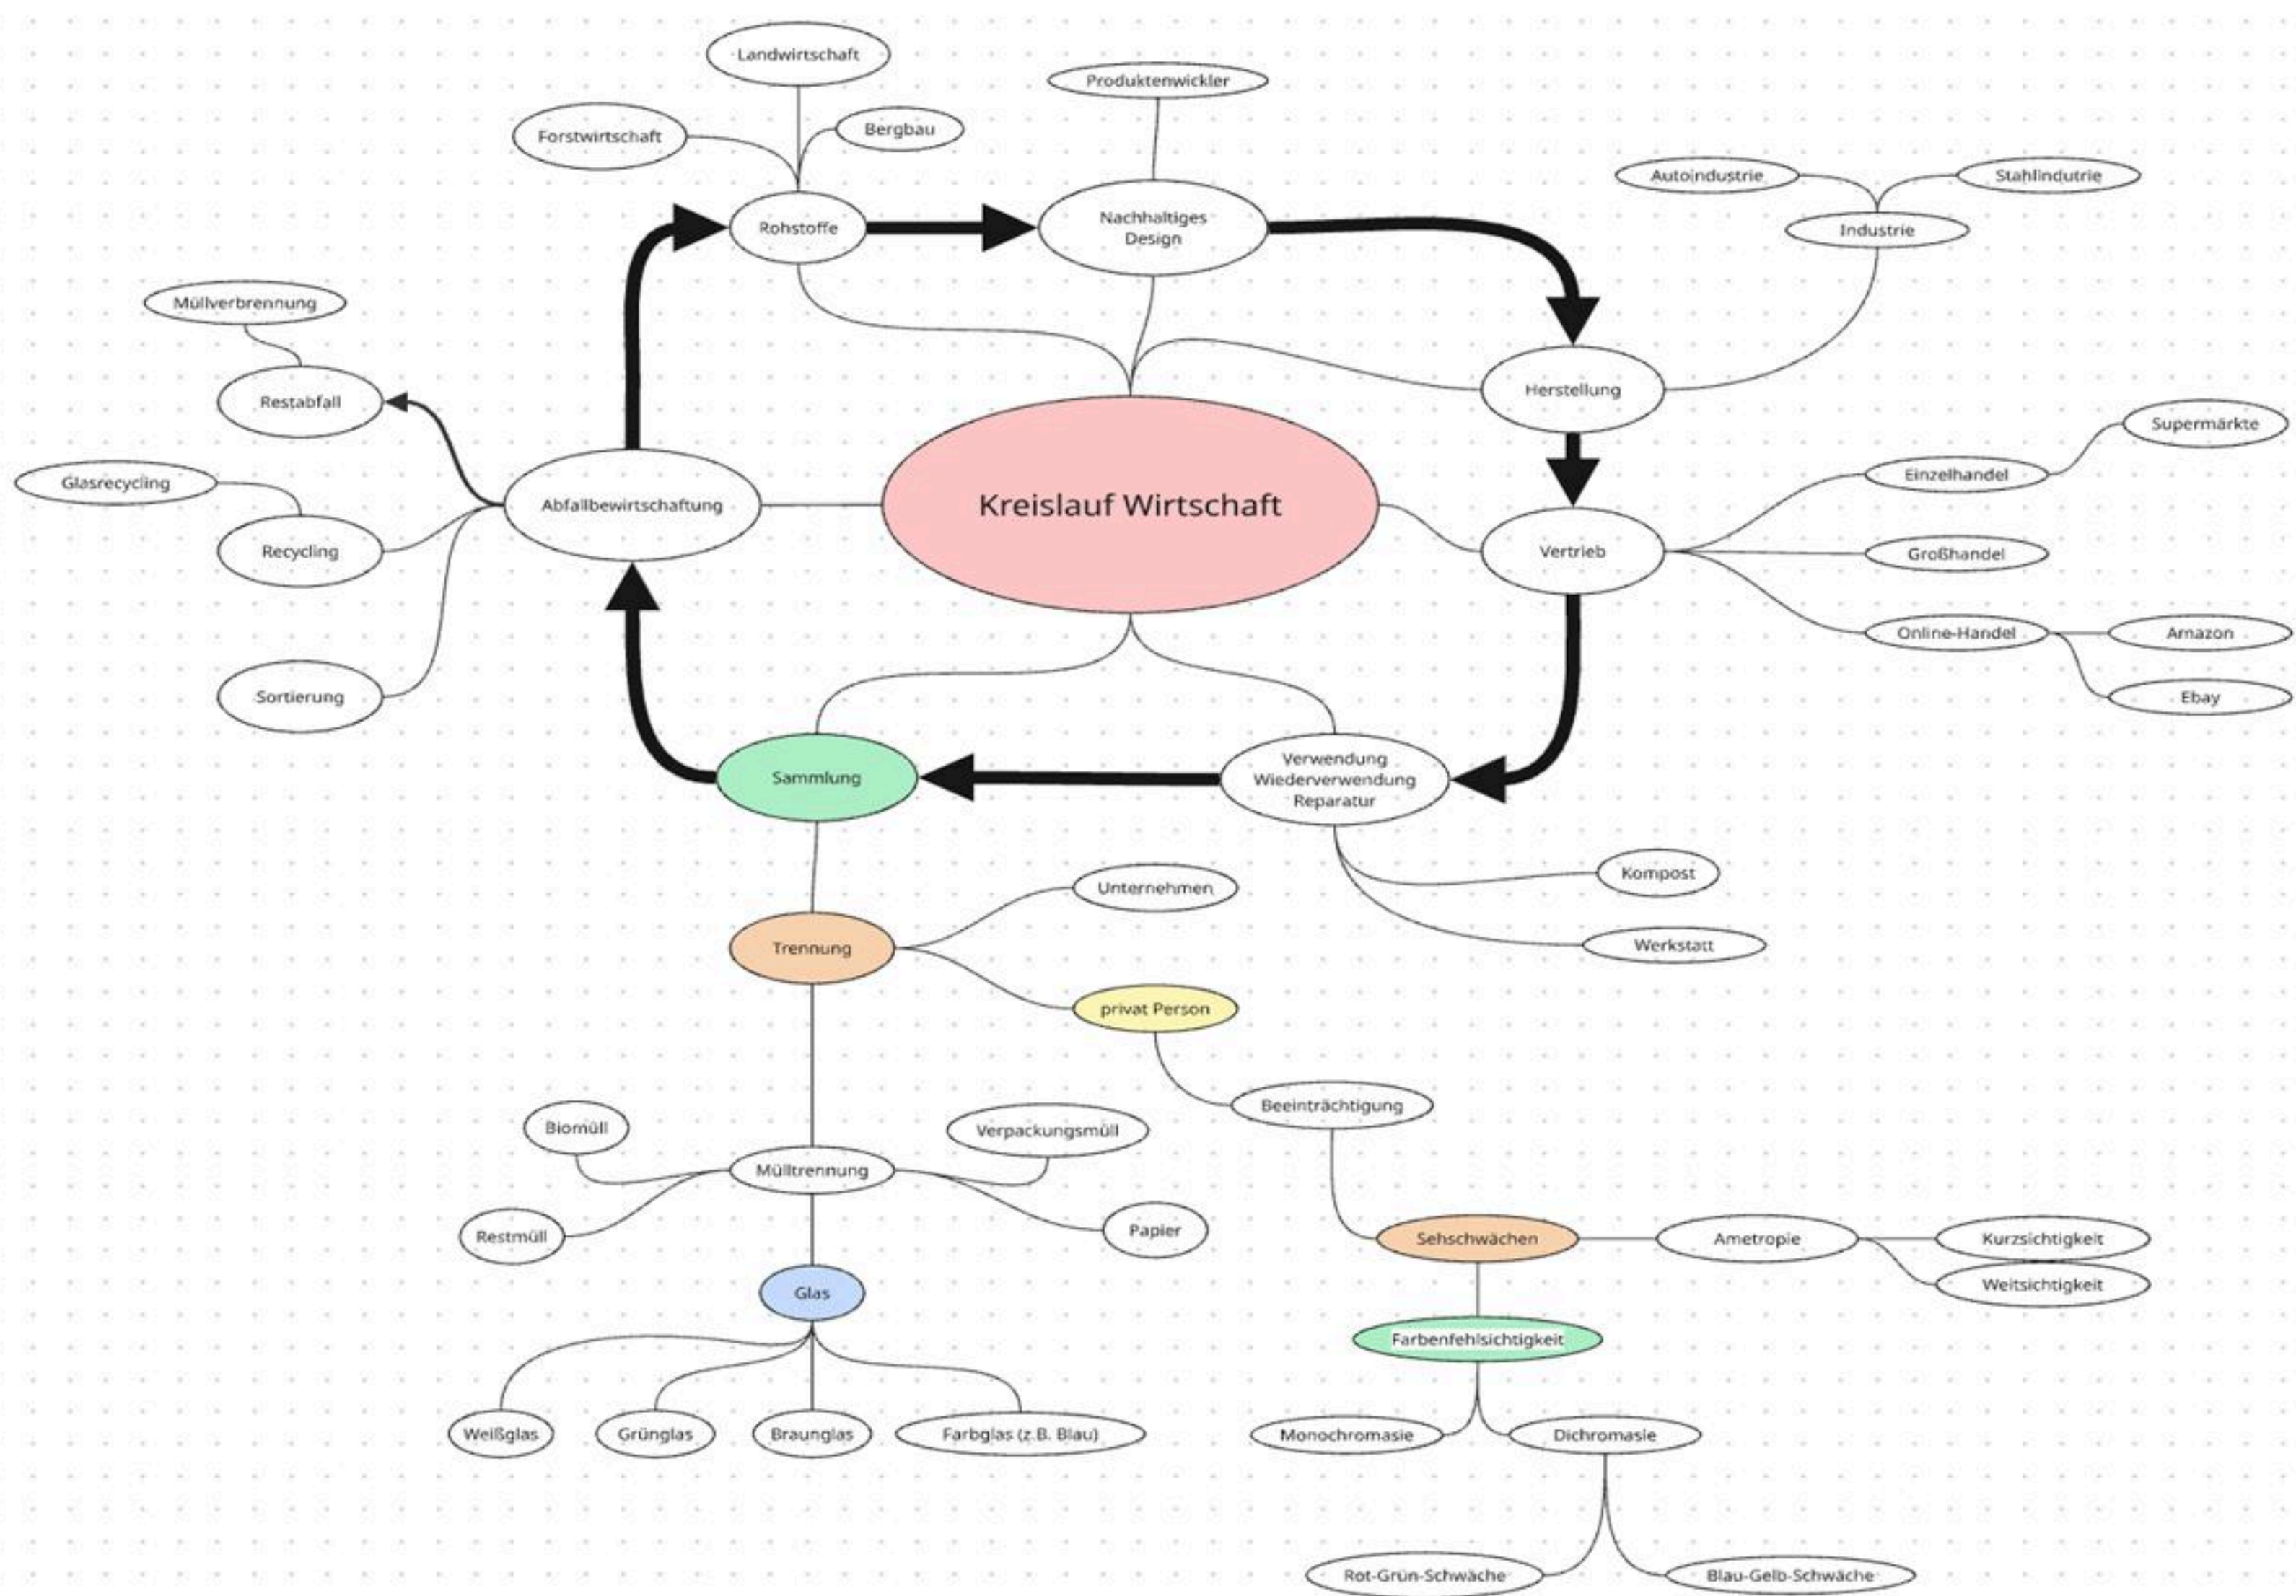 Landwirtschaft
Produktenwickler
Forstwirtschaft
Bergbau
Autoindustrie
Stahlindutrie
Rohstoffe
Nachhaltiges
Design
Industrie
Müllverbrennung
Restabfall
Herstellung
Supermärkte
Glasrecycling
Abfallbewirtschaftung
Kreislauf Wirtschaft
Einzelhandel
Recycling
Vertrieb
Großhandel
Online-Handel
Amazon
Sortierung
Ebay
Sammlung
Verwendung
Wiederverwendung
Reparatur
Kompost
Unternehmen
Trennung
Werkstatt
privat Person
Beeinträchtigung
Biomüll
Verpackungsmüll
Mülltrennung
Restmüll
Papier
Sehschwächen
Ametropie
Kurzsichtigkeit
Weitsichtigkeit
Glas
Farbenfehlsichtigkeit
Weißglas
Grünglas
Braunglas
Farbglas (z.B. Blau)
Monochromasie
Dichromasie
Rot-Grün-Schwäche
Blau-Gelb-Schwäche